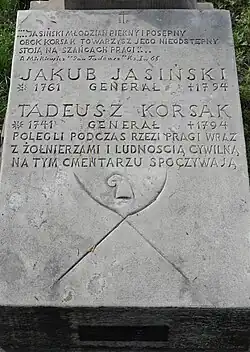 „...JASIŃSKI MŁODZIAN PIĘKNY I POSĘPNY
OBOK KORSAK TOWARZYSZ JEGO NIEODSTĘPNY
STOJĄ NA SZAŃCACH PRAGI...
A. Mickiewicz "Pan Tadeusz" Ks. I
JAKUB JASIŃSKI
* 1761 GENERAŁ † 1794
TADEUSZ KORSAK
* 1741 GENERAŁ † 1794
POLEGLI PODCZAS RZEZI PRAGI WRAZ
Z ŻOŁNIERZAMI I LUDNOŚCIĄ CYWILNĄ
NA TYM CMENTARZU SPOCZYWAJĄ